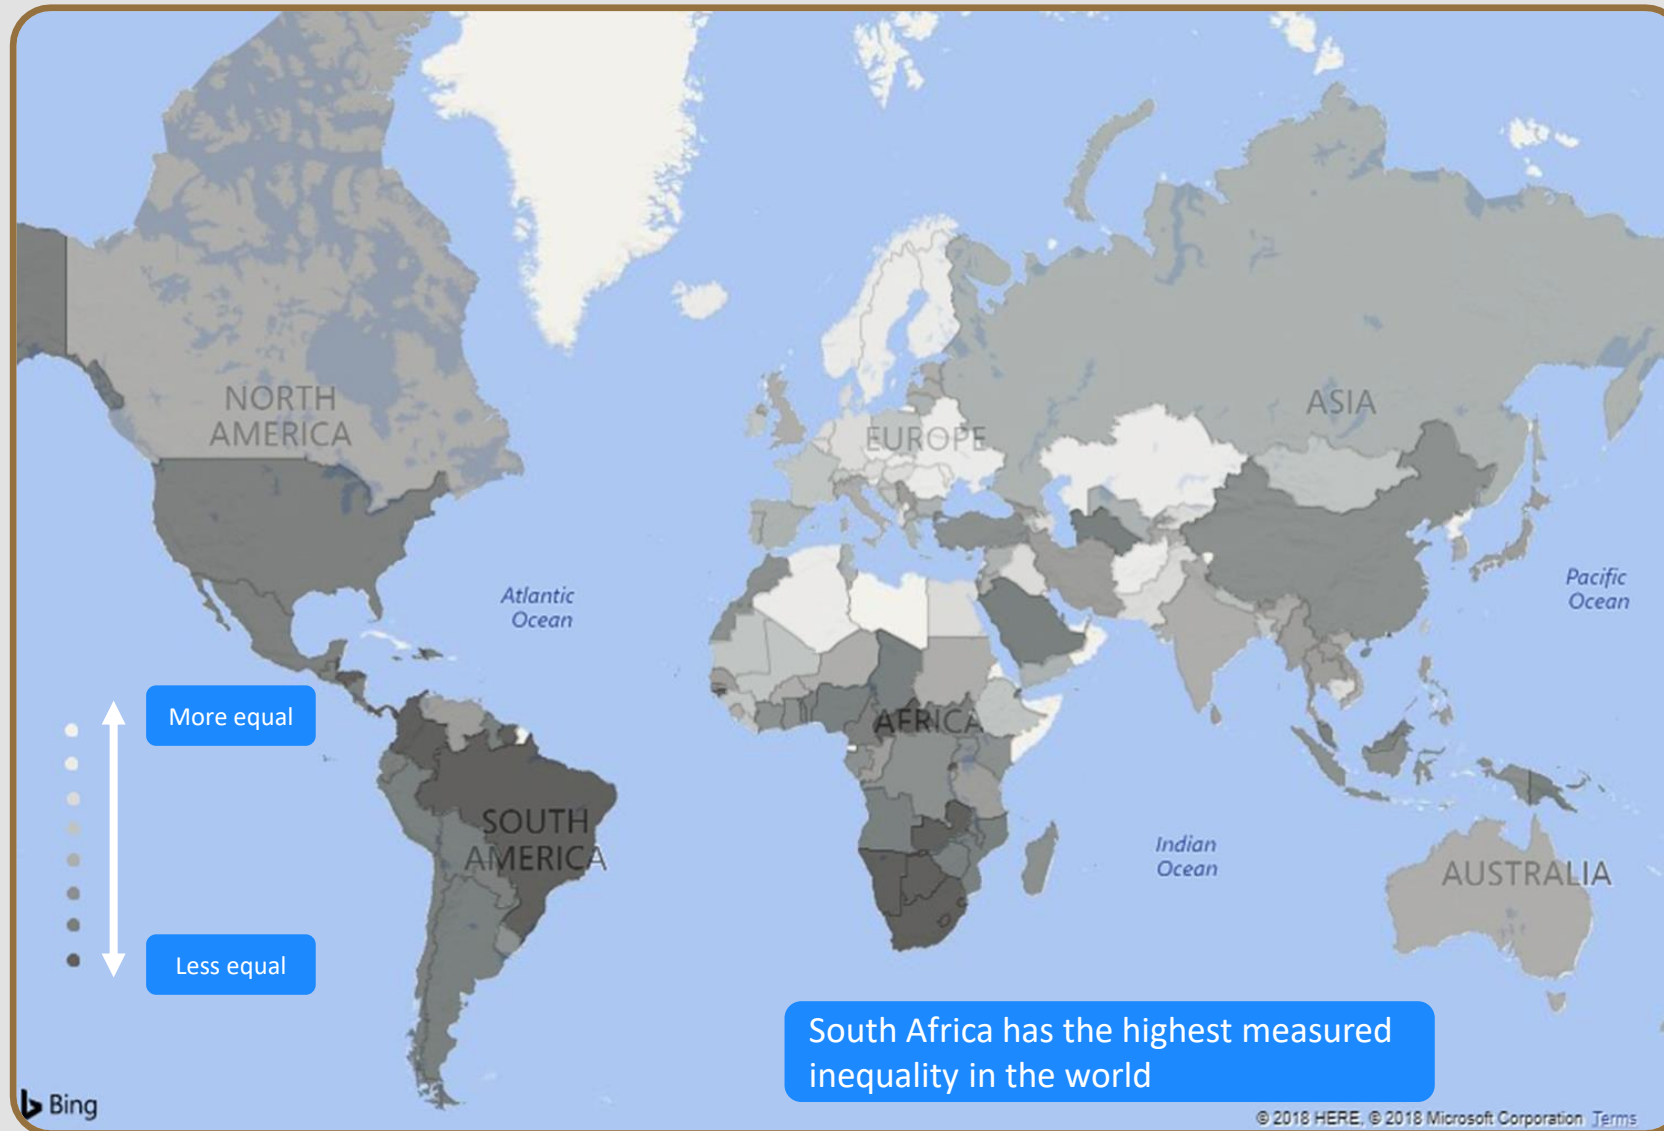 NORTH
AMERICA
ASIA
EUROPE
Atlantic
Ocean
Pacific
Ocean
More equal
AFRICA
SOUTH
AMERICA
Indian
Ocean
AUSTRALIA
Less equal
South Africa has the highest measured
inequality in the world
Bing
© 2018 HERE, © 2018 Microsoft Corporation Terms